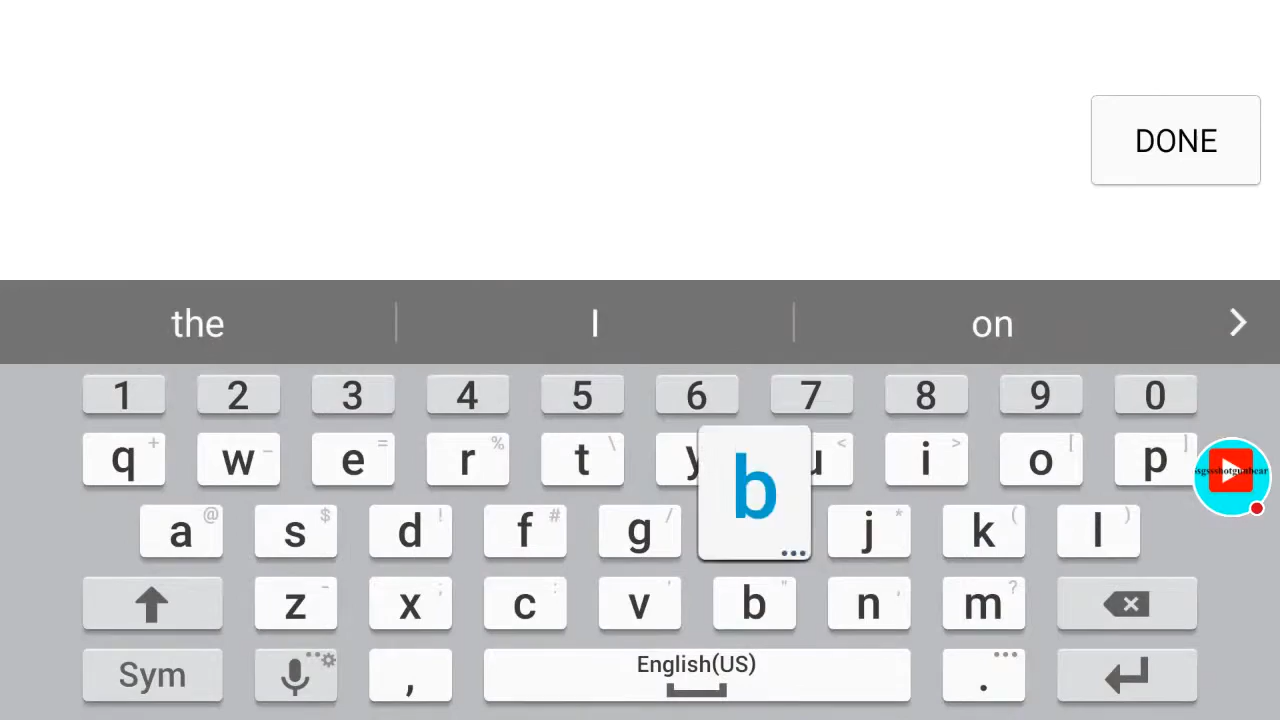 DONE
the I on
1 2 3 4 5 6 7 8 9 0
q + w - e = r % t \ y u < i > o [ p ]
a @ s $ d ! f # g / b ... j * k ( l )
z - x ; c : v ' b " n , m ?
Sym , English(US) . ...